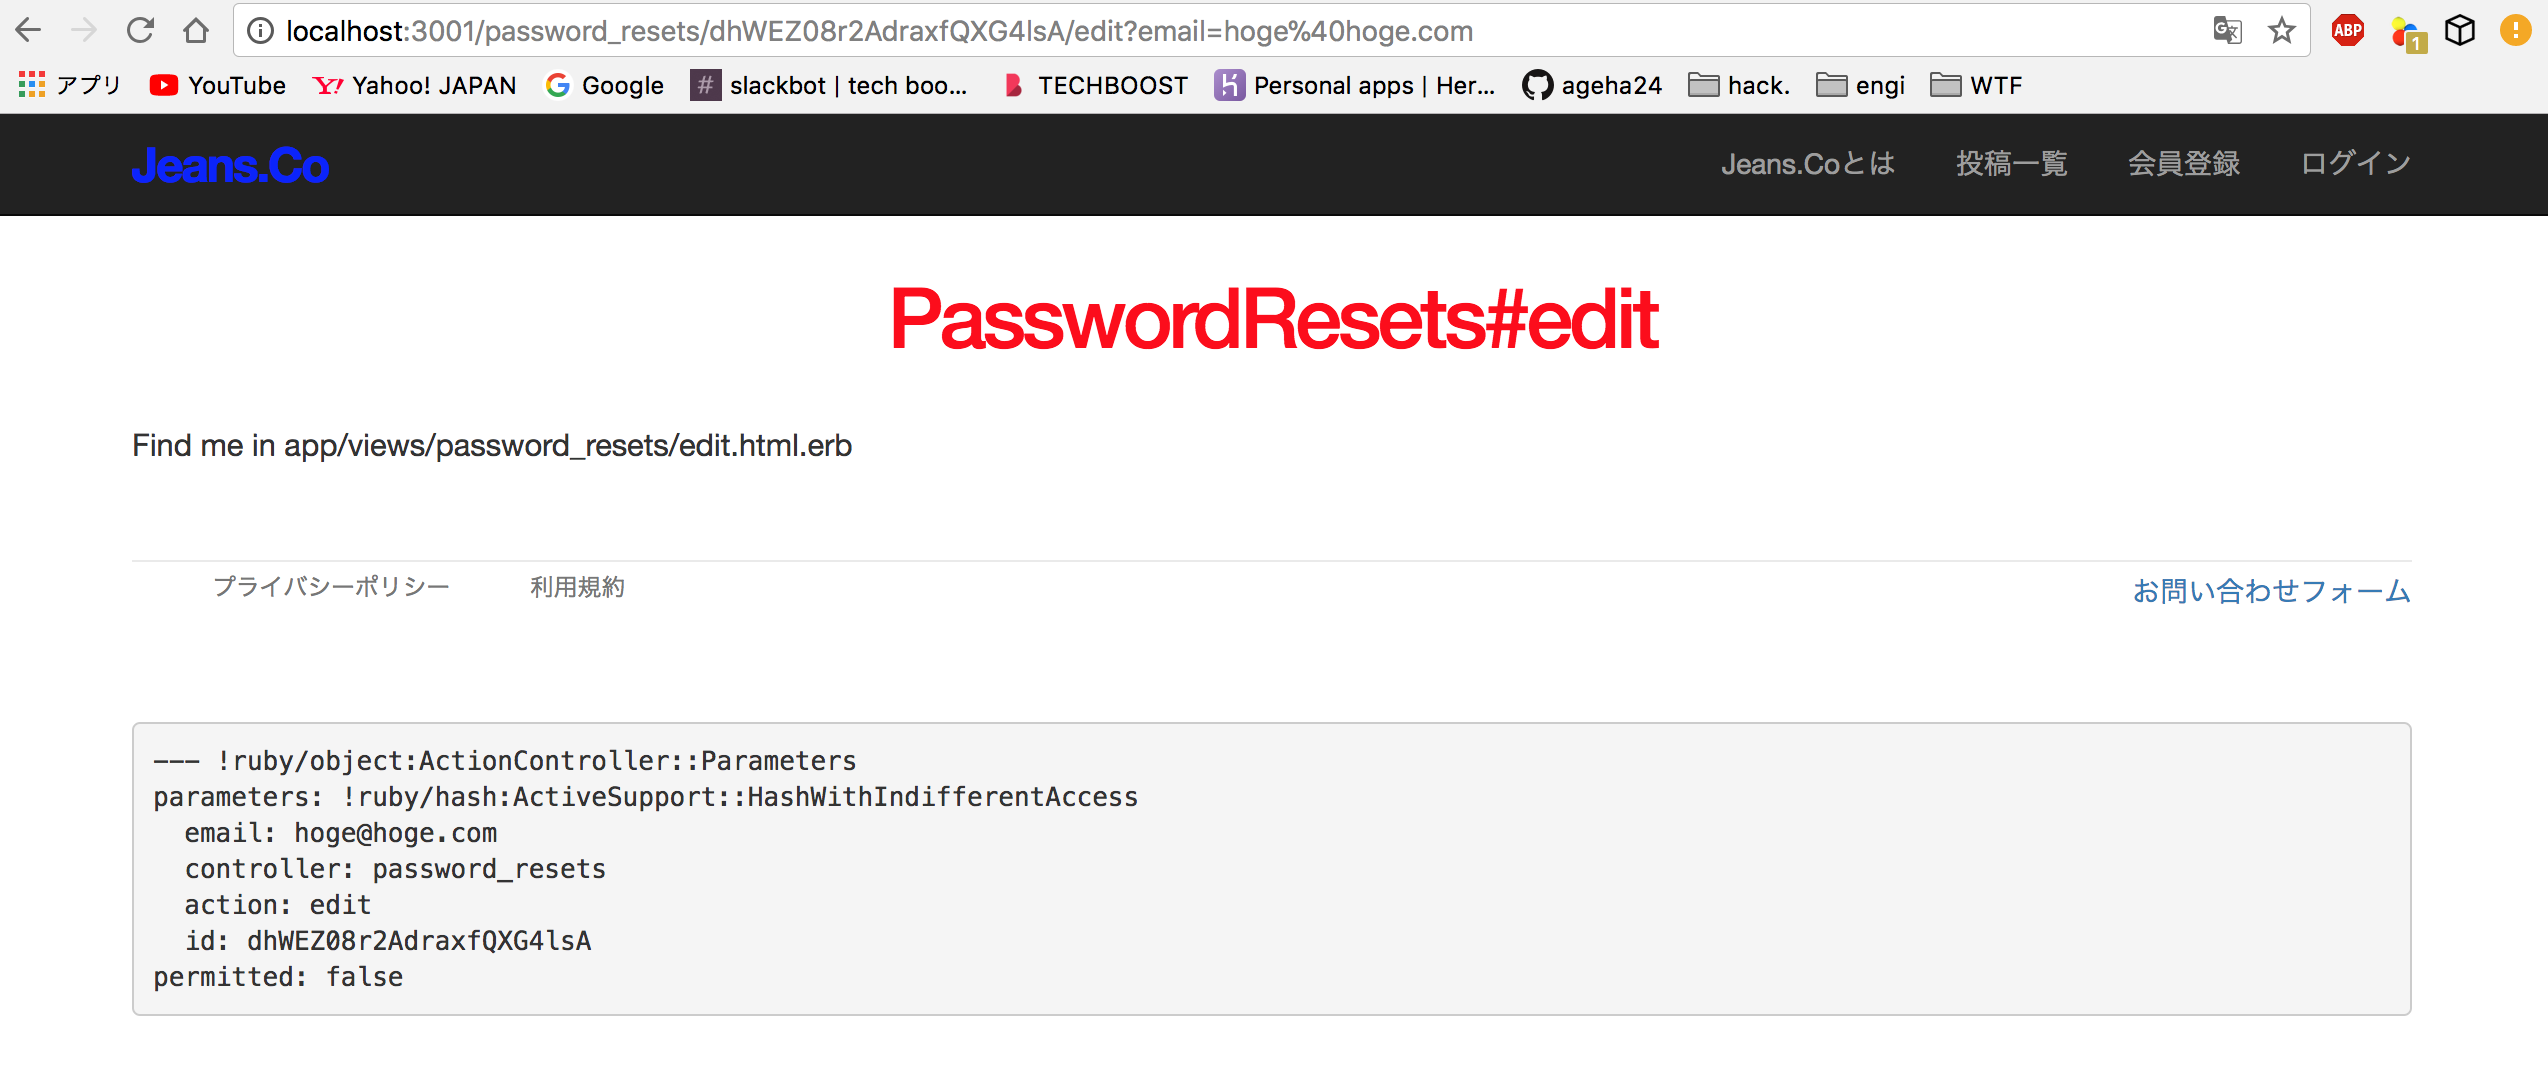 localhost:3001/password_resets/dhWEZ08r2AdraxfQXG4lsA/edit?email=hoge%40hoge.com
ABP
1
アプリ YouTube Yahoo! JAPAN Google slackbot | tech boo... TECHBOOST Personal apps | Her... ageha24 hack. engi WTF
Jeans.Co Jeans.Coとは 投稿一覧 会員登録 ログイン
PasswordResets#edit
Find me in app/views/password_resets/edit.html.erb
プライバシーポリシー 利用規約 お問い合わせフォーム
--- !ruby/object:ActionController::Parameters
parameters: !ruby/hash:ActiveSupport::HashWithIndifferentAccess
  email: hoge@hoge.com
  controller: password_resets
  action: edit
  id: dhWEZ08r2AdraxfQXG4lsA
permitted: false